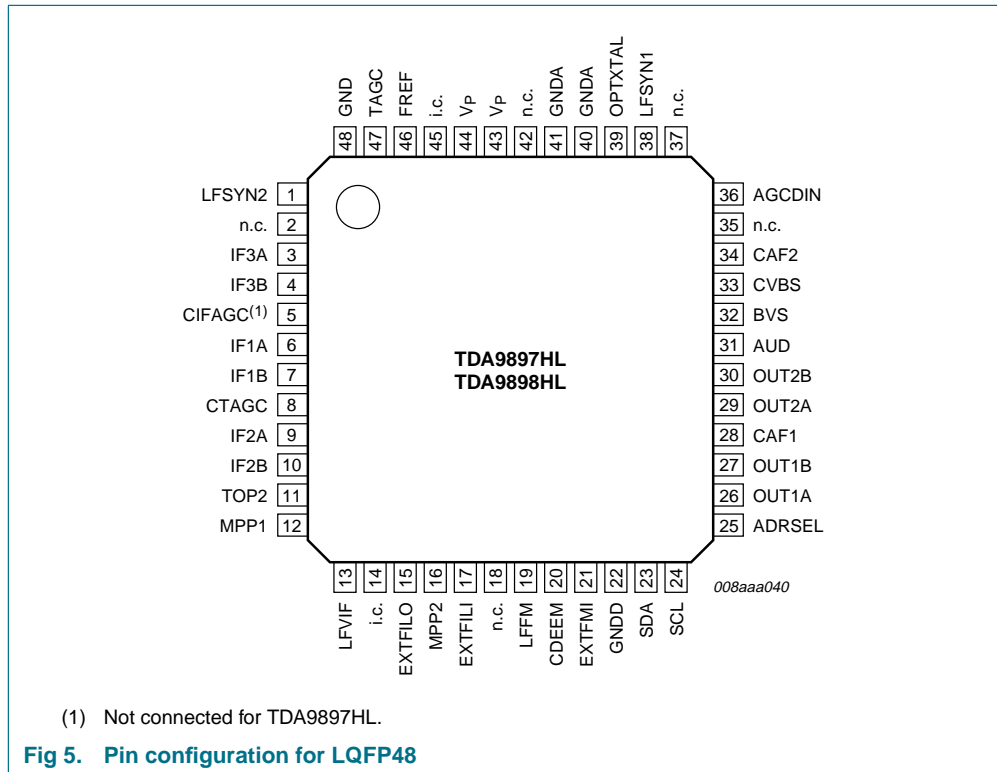 GND
TAGC
FREF
i.c.
VP
VP
n.c.
GNDA
GNDA
OPTXTAL
LFSYN1
n.c.
48
47
46
45
44
43
42
41
40
39
38
37
LFSYN2 1
n.c. 2
IF3A 3
IF3B 4
CIFAGC(1) 5
IF1A 6
IF1B 7
CTAGC 8
IF2A 9
IF2B 10
TOP2 11
MPP1 12
TDA9897HL
TDA9898HL
36 AGCDIN
35 n.c.
34 CAF2
33 CVBS
32 BVS
31 AUD
30 OUT2B
29 OUT2A
28 CAF1
27 OUT1B
26 OUT1A
25 ADRSEL
13
14
15
16
17
18
19
20
21
22
23
24
LFVIF
i.c.
EXTFILO
MPP2
EXTFILI
n.c.
LFFM
CDEEM
EXTFMI
GNDD
SDA
SCL
008aaa040
(1) Not connected for TDA9897HL.
Fig 5. Pin configuration for LQFP48